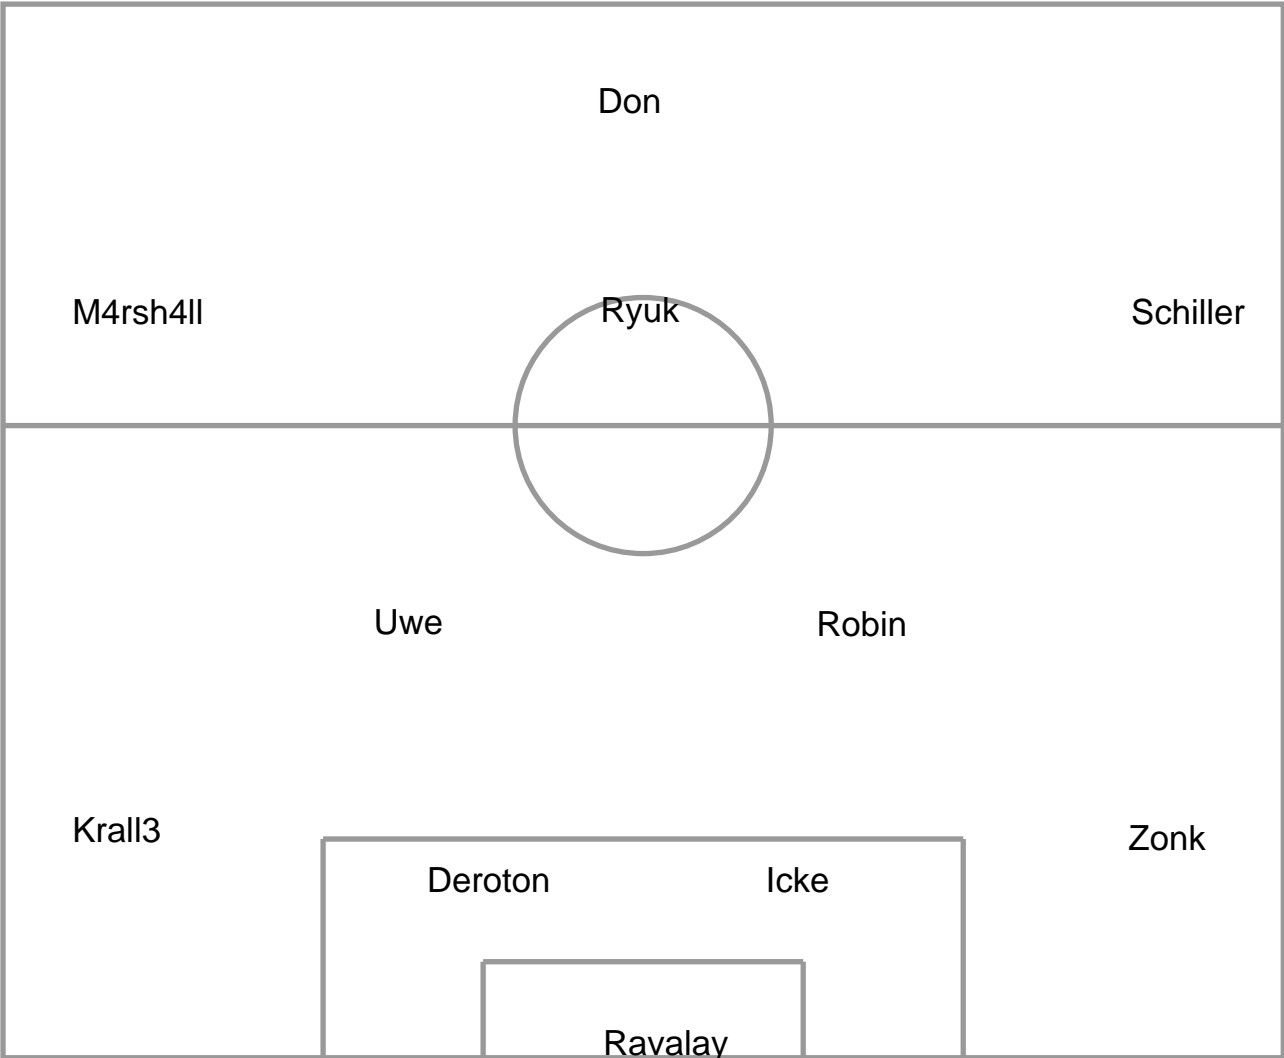 Don
M4rsh4ll
Ryuk
Schiller
Uwe
Robin
Krall3
Zonk
Deroton
Icke
Ravalay